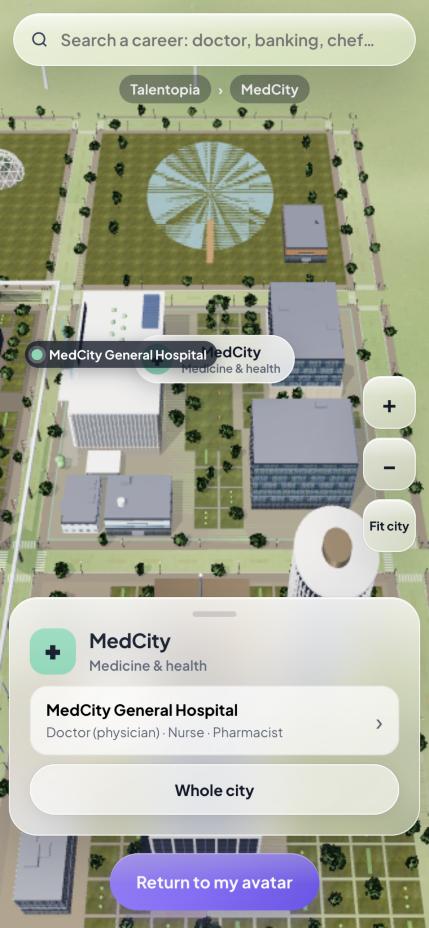 Search a career: doctor, banking, chef…
Talentopia › MedCity
MedCity General Hospital
MedCity
Medicine & health
+
−
Fit city
MedCity
Medicine & health
MedCity General Hospital
Doctor (physician) · Nurse · Pharmacist
Whole city
Return to my avatar